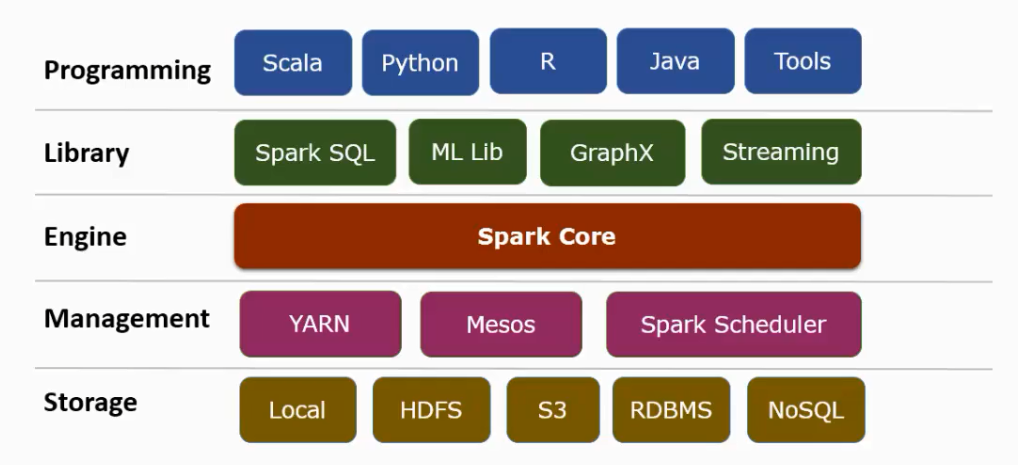 Programming
Scala
Python
R
Java
Tools
Library
Spark SQL
ML Lib
GraphX
Streaming
Engine
Spark Core
Management
YARN
Mesos
Spark Scheduler
Storage
Local
HDFS
S3
RDBMS
NoSQL